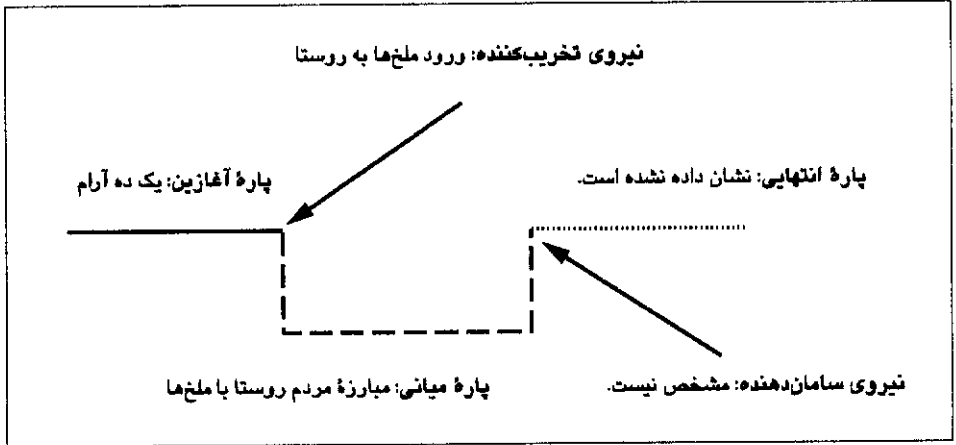 نیروی تخریب‌کننده: ورود ملخ‌ها به روستا
پارهٔ آغازین: یک ده آرام
پارهٔ انتهایی: نشان داده نشده است.
پارهٔ میانی: مبارزهٔ مردم روستا با ملخ‌ها
نیروی سامان‌دهنده: مشخص نیست.